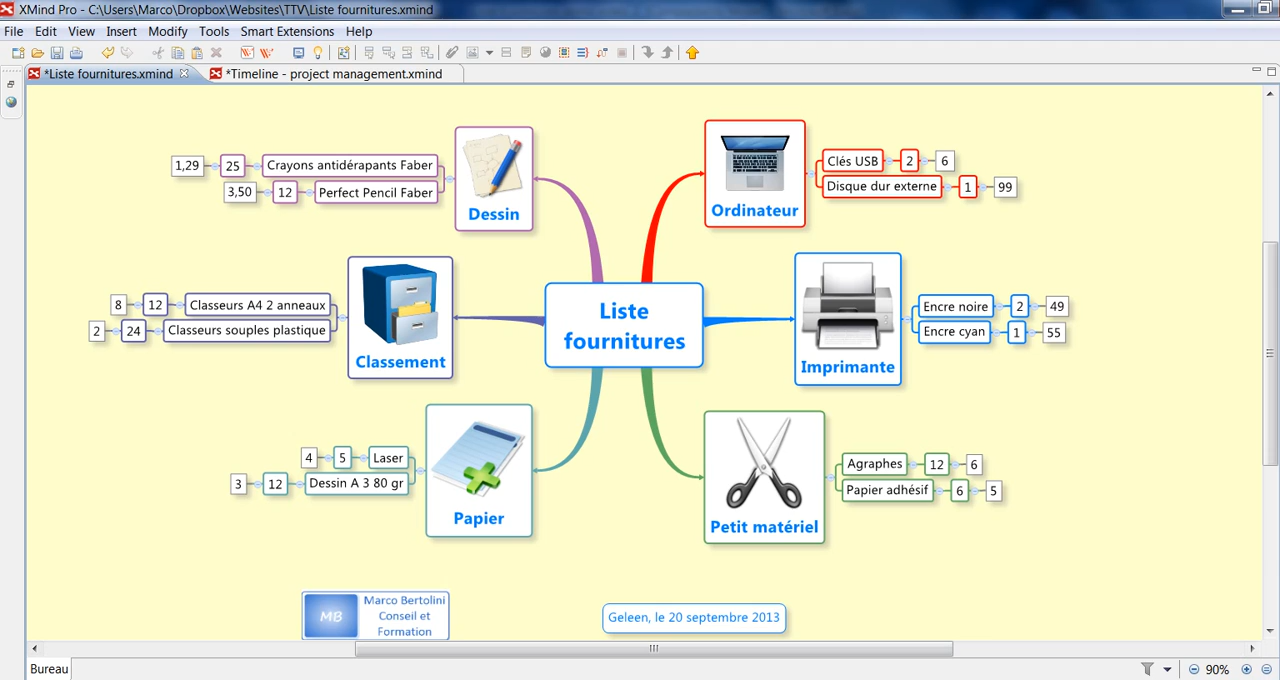 XMind Pro - C:\Users\Marco\Dropbox\Websites\TTV\Liste fournitures.xmind
File Edit View Insert Modify Tools Smart Extensions Help
*Liste fournitures.xmind *Timeline - project management.xmind
1,29 25 Crayons antidérapants Faber
3,50 12 Perfect Pencil Faber
Dessin
Ordinateur
Clés USB 2 6
Disque dur externe 1 99
8 12 Classeurs A4 2 anneaux
2 24 Classeurs souples plastique
Classement
Liste
fournitures
Imprimante
Encre noire 2 49
Encre cyan 1 55
4 5 Laser
3 12 Dessin A 3 80 gr
Papier
Petit matériel
Agraphes 12 6
Papier adhésif 6 5
MB
Marco Bertolini
Conseil et
Formation
Geleen, le 20 septembre 2013
Bureau
90%